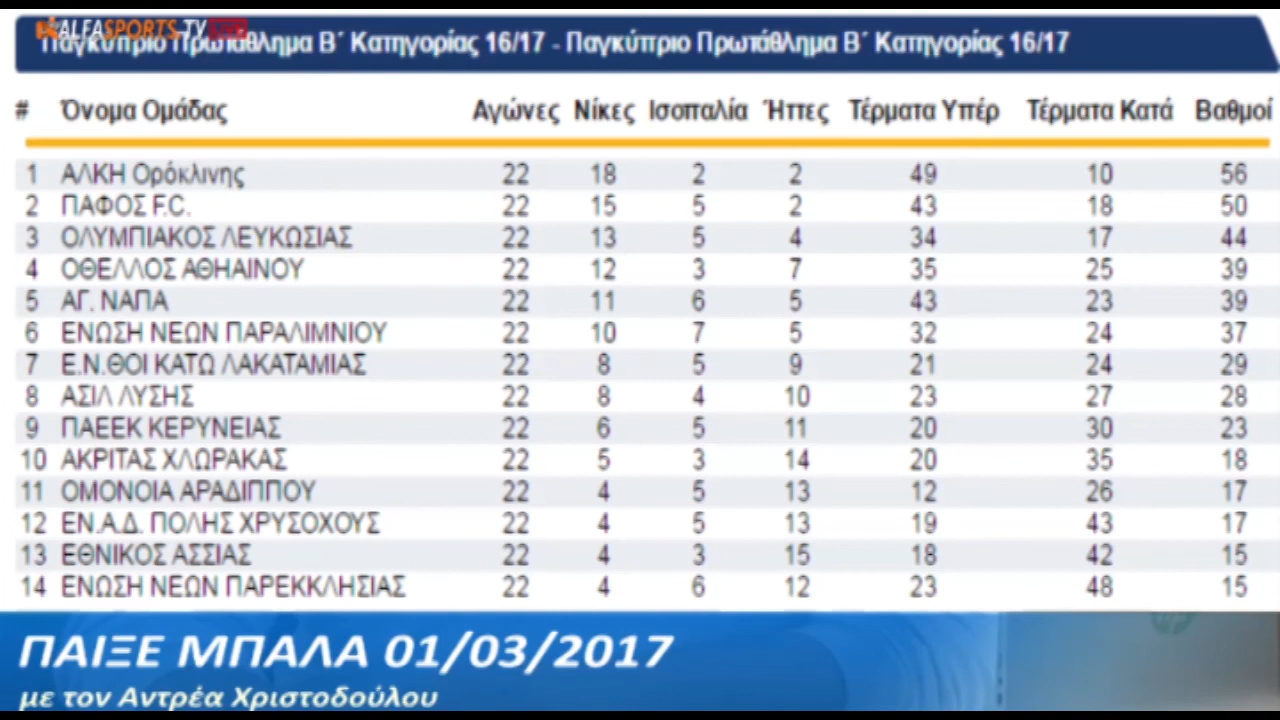 ALFASPORTS.TV
Παγκύπριο Πρωτάθλημα Β΄ Κατηγορίας 16/17 - Παγκύπριο Πρωτάθλημα Β΄ Κατηγορίας 16/17
# Όνομα Ομάδας Αγώνες Νίκες Ισοπαλία Ήττες Τέρματα Υπέρ Τέρματα Κατά Βαθμοί
1 ΑΛΚΗ Ορόκλινης 22 18 2 2 49 10 56
2 ΠΑΦΟΣ F.C. 22 15 5 2 43 18 50
3 ΟΛΥΜΠΙΑΚΟΣ ΛΕΥΚΩΣΙΑΣ 22 13 5 4 34 17 44
4 ΟΘΕΛΛΟΣ ΑΘΗΑΙΝΟΥ 22 12 3 7 35 25 39
5 ΑΓ. ΝΑΠΑ 22 11 6 5 43 23 39
6 ΕΝΩΣΗ ΝΕΩΝ ΠΑΡΑΛΙΜΝΙΟΥ 22 10 7 5 32 24 37
7 Ε.Ν.ΘΟΙ ΚΑΤΩ ΛΑΚΑΤΑΜΙΑΣ 22 8 5 9 21 24 29
8 ΑΣΙΛ ΛΥΣΗΣ 22 8 4 10 23 27 28
9 ΠΑΕΕΚ ΚΕΡΥΝΕΙΑΣ 22 6 5 11 20 30 23
10 ΑΚΡΙΤΑΣ ΧΛΩΡΑΚΑΣ 22 5 3 14 20 35 18
11 ΟΜΟΝΟΙΑ ΑΡΑΔΙΠΠΟΥ 22 4 5 13 12 26 17
12 ΕΝ.Α.Δ. ΠΟΛΗΣ ΧΡΥΣΟΧΟΥΣ 22 4 5 13 19 43 17
13 ΕΘΝΙΚΟΣ ΑΣΣΙΑΣ 22 4 3 15 18 42 15
14 ΕΝΩΣΗ ΝΕΩΝ ΠΑΡΕΚΚΛΗΣΙΑΣ 22 4 6 12 23 48 15
ΠΑΙΞΕ ΜΠΑΛΑ 01/03/2017
με τον Αντρέα Χριστοδούλου